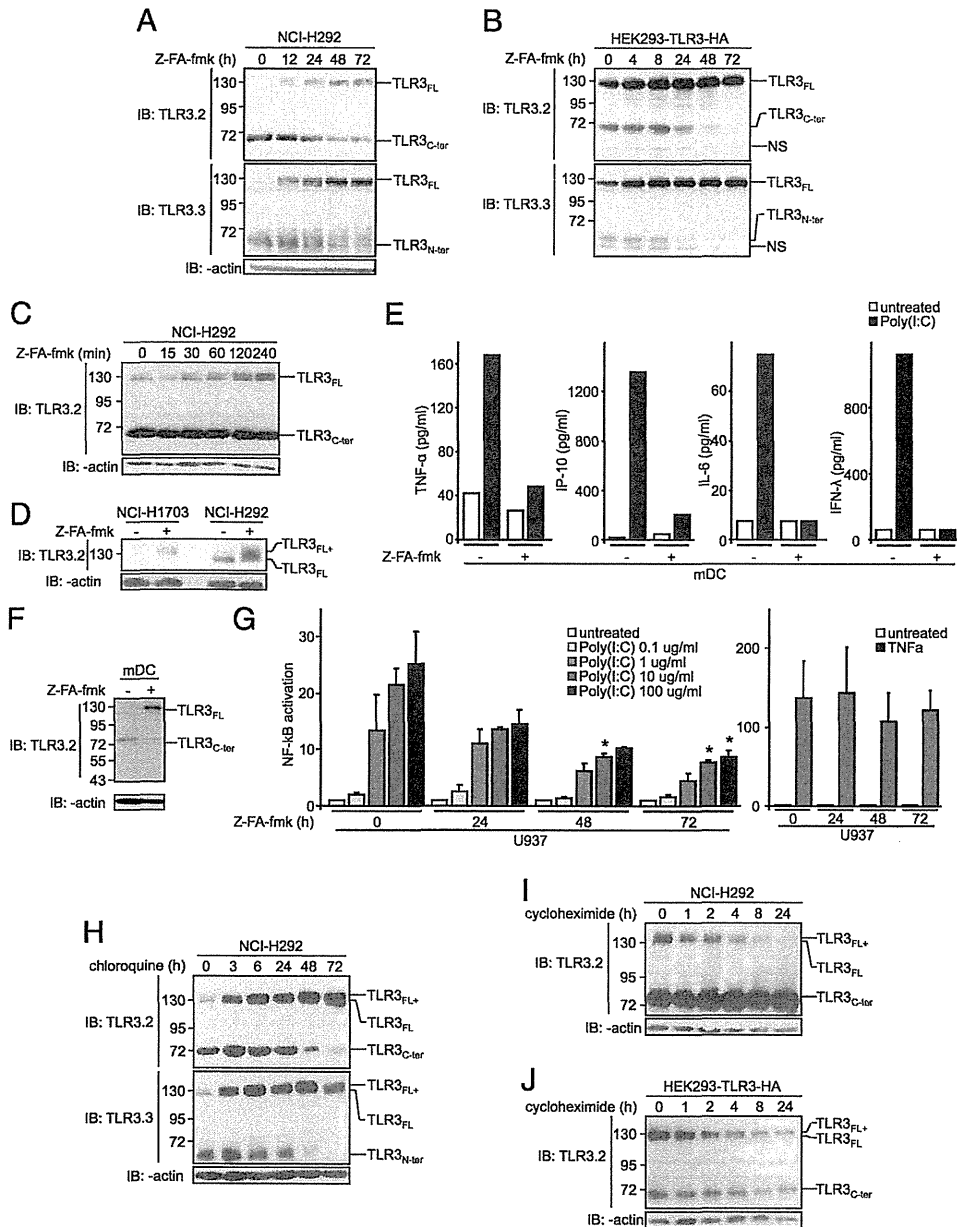 A
NCI-H292
Z-FA-fmk (h) 0 12 24 48 72
IB: TLR3.2
130
95
72
TLR3FL
TLR3C-ter
IB: TLR3.3
130
95
72
TLR3FL
TLR3N-ter
IB: -actin
B
HEK293-TLR3-HA
Z-FA-fmk (h) 0 4 8 24 48 72
IB: TLR3.2
130
95
72
TLR3FL
TLR3C-ter
NS
IB: TLR3.3
130
95
72
TLR3FL
TLR3N-ter
NS
C
NCI-H292
Z-FA-fmk (min) 0 15 30 60 120 240
IB: TLR3.2
130
95
72
TLR3FL
TLR3C-ter
IB: -actin
D
NCI-H1703 NCI-H292
Z-FA-fmk - + - +
IB: TLR3.2
130
TLR3FL+
TLR3FL
IB: -actin
E
untreated
Poly(I:C)
TNF-α (pg/ml)
160
120
80
40
0
IP-10 (pg/ml)
1200
800
400
0
IL-6 (pg/ml)
60
40
20
0
IFN-λ (pg/ml)
800
400
0
Z-FA-fmk - + - + - + - +
mDC
F
mDC
Z-FA-fmk - +
IB: TLR3.2
130
95
72
55
43
TLR3FL
TLR3C-ter
IB: -actin
G
NF-kB activation
30
20
10
0
untreated
Poly(I:C) 0.1 ug/ml
Poly(I:C) 1 ug/ml
Poly(I:C) 10 ug/ml
Poly(I:C) 100 ug/ml
*
* *
Z-FA-fmk (h) 0 24 48 72
U937
untreated
TNFa
200
100
0
0 24 48 72
U937
H
NCI-H292
chloroquine (h) 0 3 6 24 48 72
IB: TLR3.2
130
95
72
TLR3FL+
TLR3FL
TLR3C-ter
IB: TLR3.3
130
95
72
TLR3FL+
TLR3FL
TLR3N-ter
IB: -actin
I
NCI-H292
cycloheximide (h) 0 1 2 4 8 24
IB: TLR3.2
130
95
72
TLR3FL+
TLR3FL
TLR3C-ter
IB: -actin
J
HEK293-TLR3-HA
cycloheximide (h) 0 1 2 4 8 24
IB: TLR3.2
130
95
72
TLR3FL+
TLR3FL
TLR3C-ter
IB: -actin